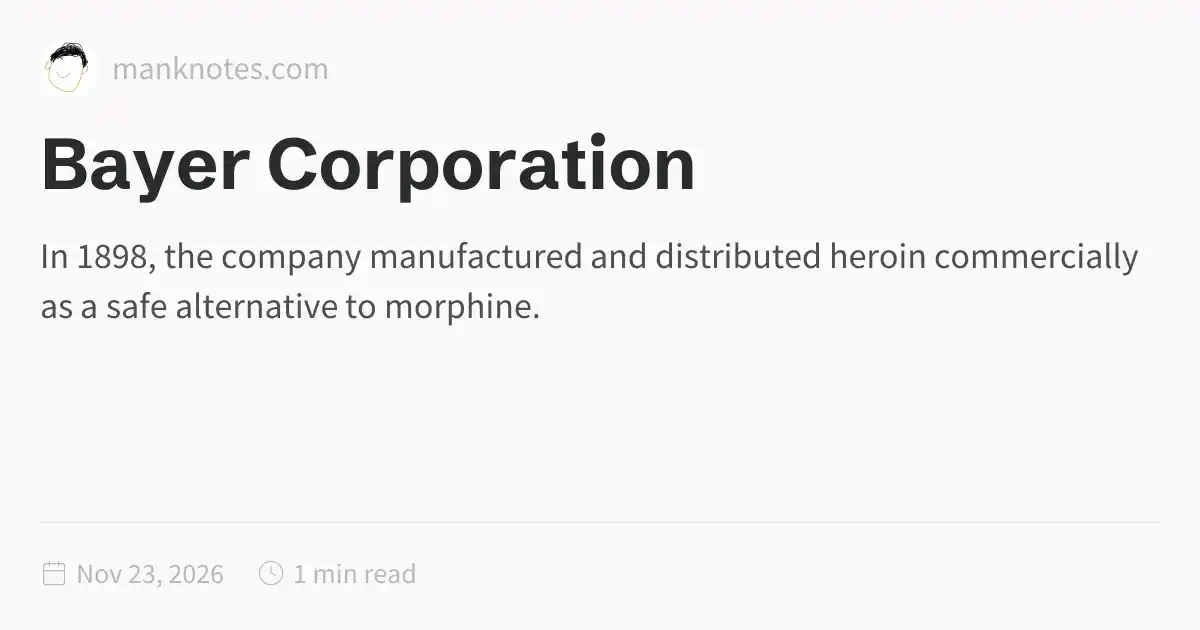 manknotes.com
Bayer Corporation
In 1898, the company manufactured and distributed heroin commercially
as a safe alternative to morphine.
Nov 23, 2026
1 min read